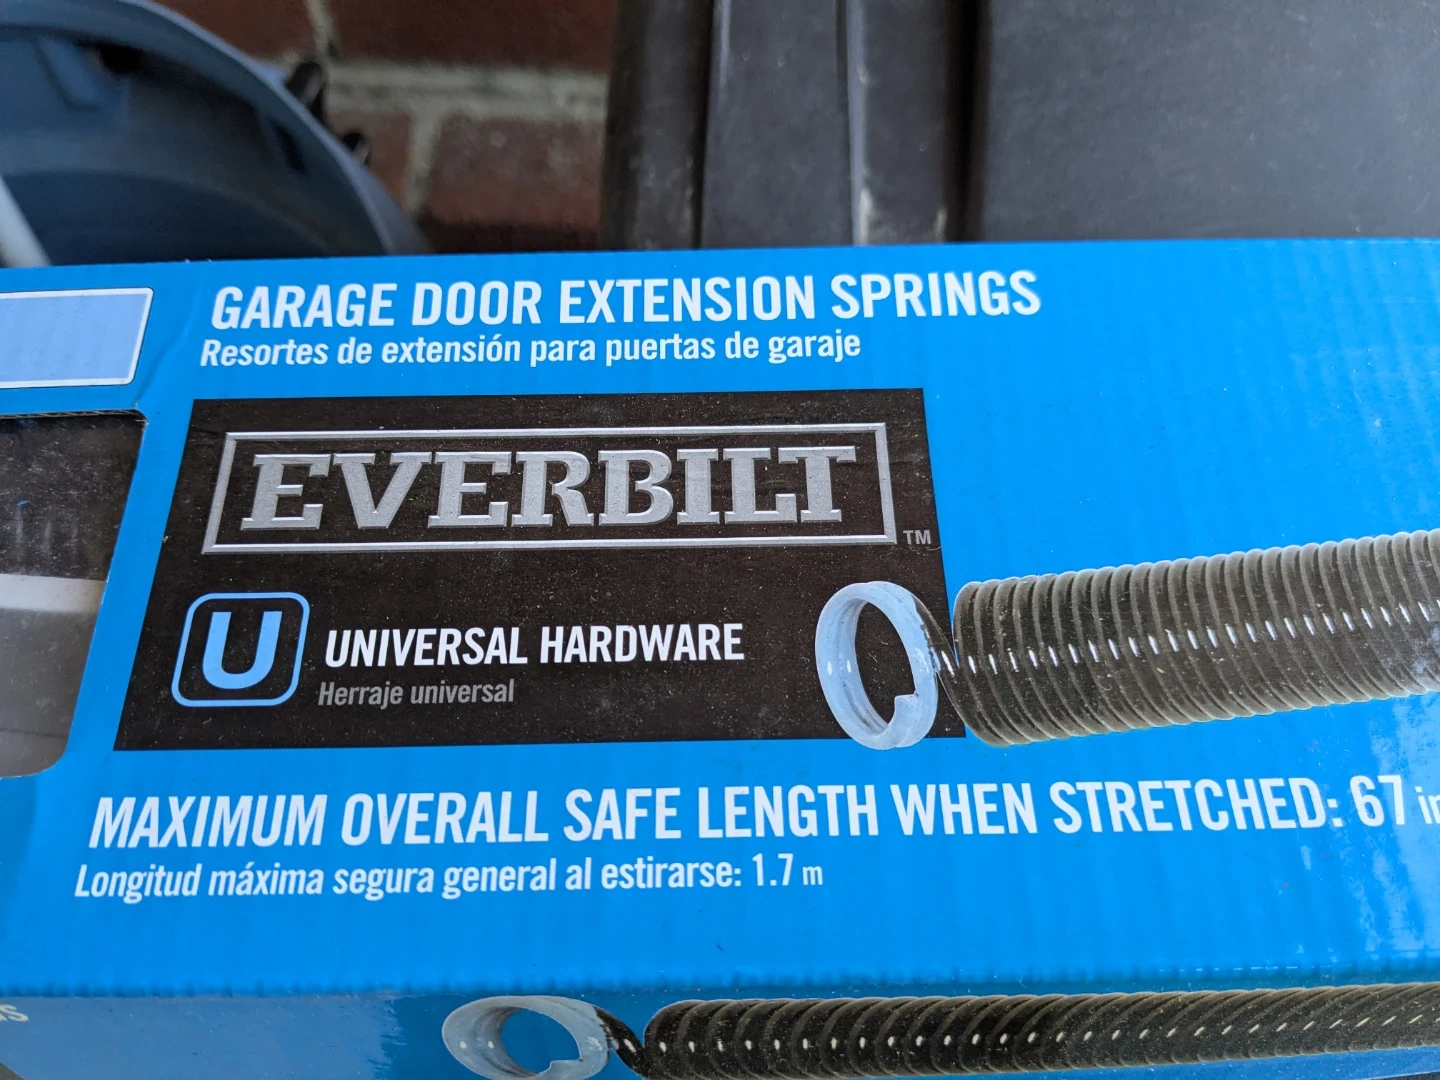 GARAGE DOOR EXTENSION SPRINGS
Resortes de extensión para puertas de garaje
EVERBILT
TM
U UNIVERSAL HARDWARE
Herraje universal
MAXIMUM OVERALL SAFE LENGTH WHEN STRETCHED: 67 in
Longitud máxima segura general al estirarse: 1.7 m